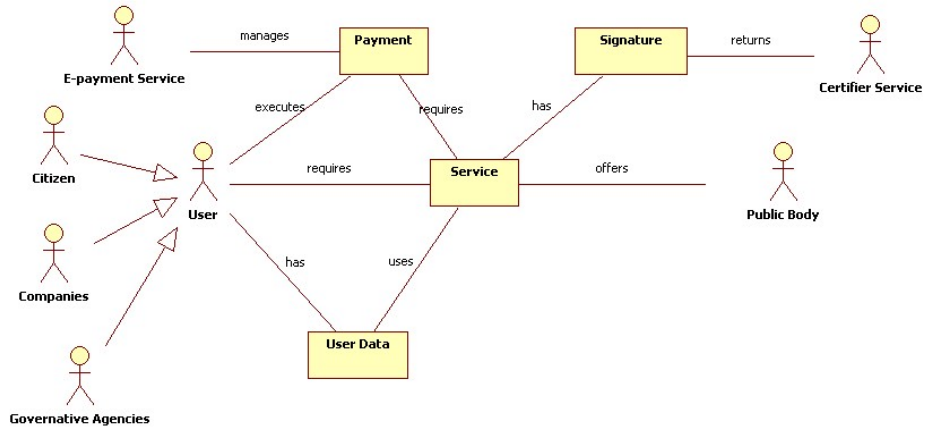 manages
Payment
Signature
returns
E-payment Service
Certifier Service
executes
requires
has
Citizen
requires
Service
offers
User
Public Body
Companies
has
uses
User Data
Governative Agencies